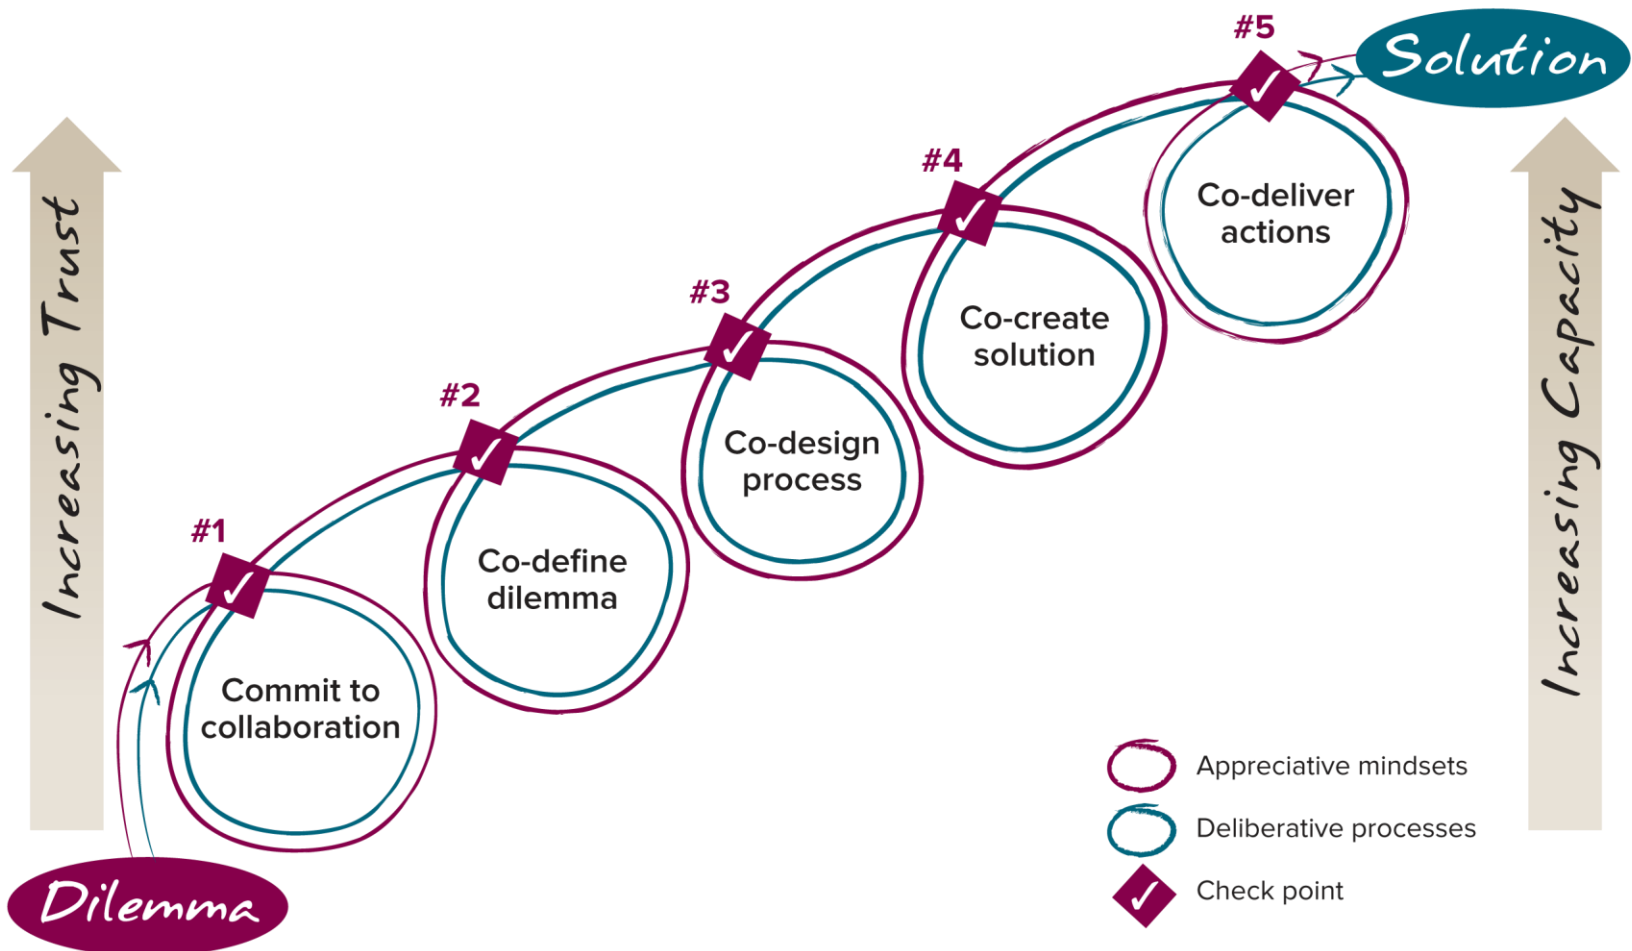 #5
Solution
#4
Co-deliver
actions
#3
Co-create
solution
#2
Co-design
process
#1
Co-define
dilemma
Commit to
collaboration
Dilemma
Increasing Trust
Increasing Capacity
Appreciative mindsets
Deliberative processes
Check point